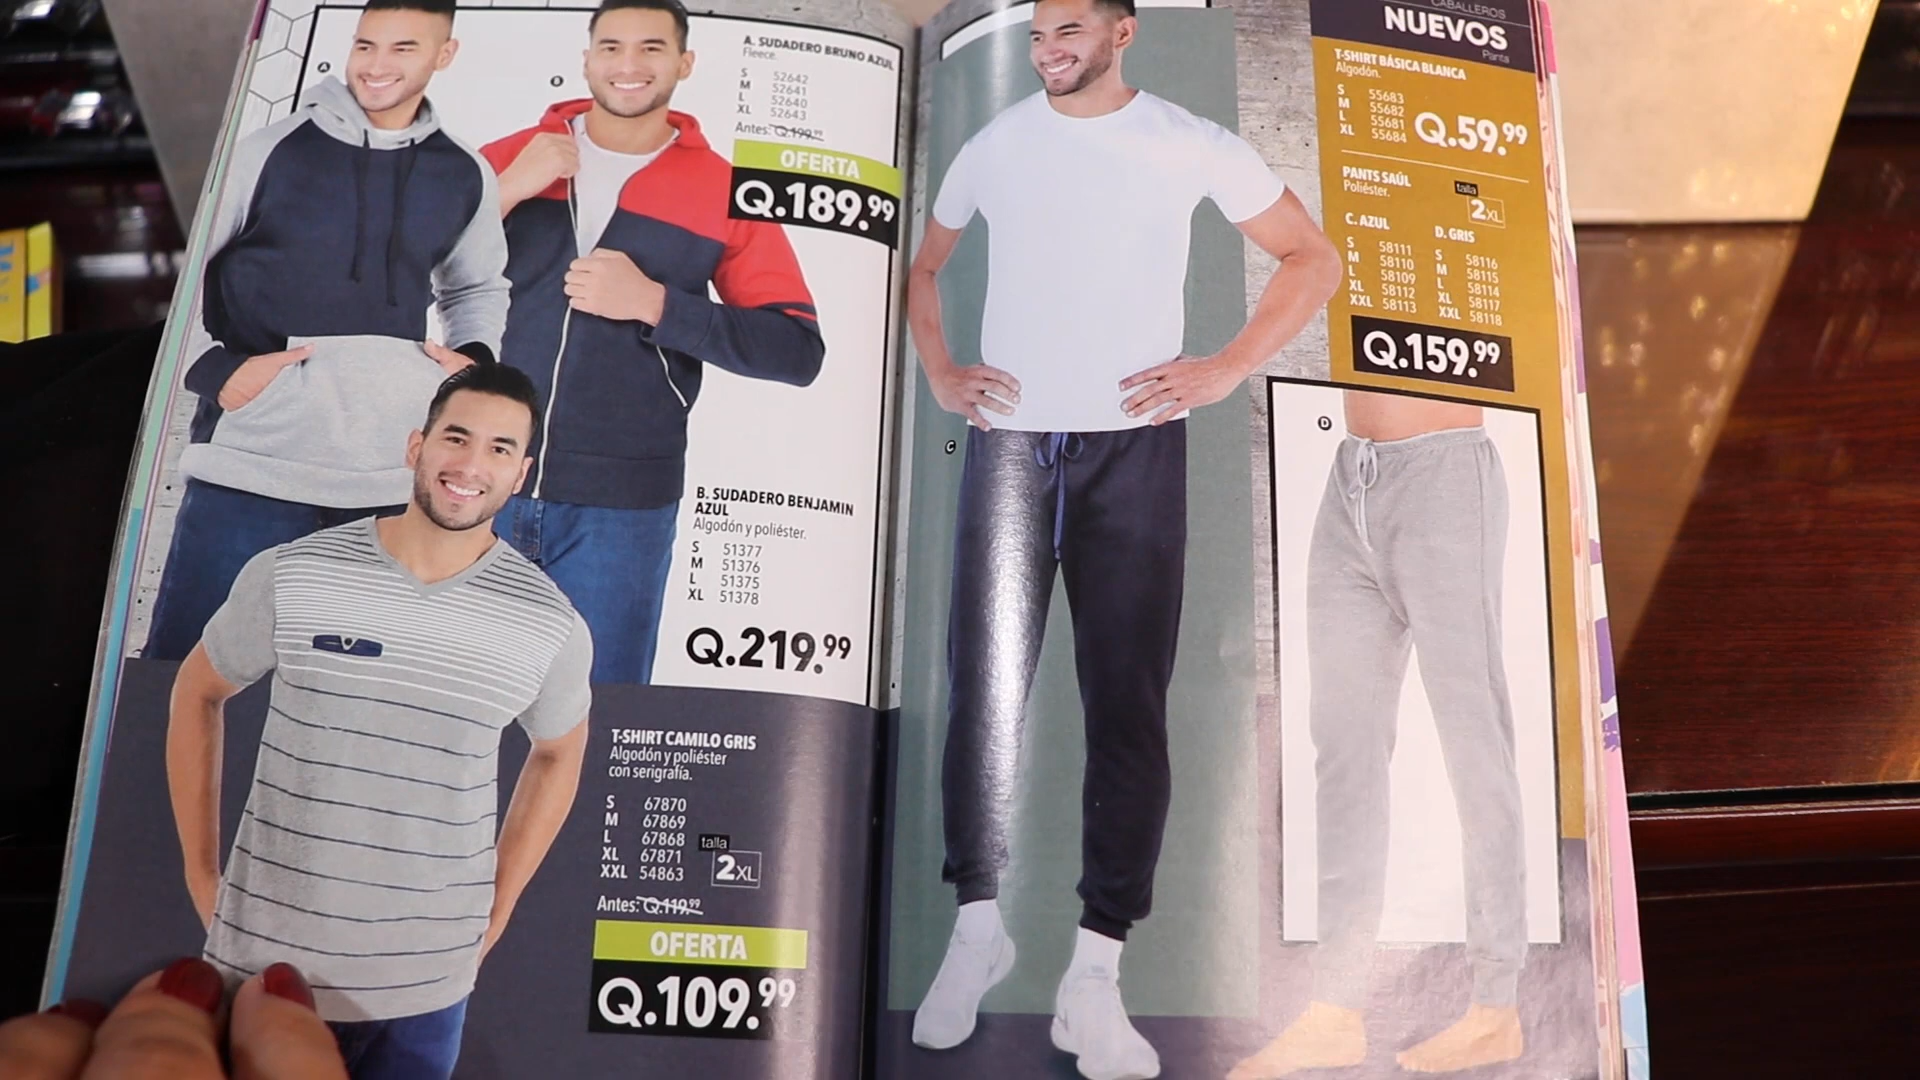 A
B
A. SUDADERO BRUNO AZUL
Fleece.
S 52642
M 52641
L 52640
XL 52643
Antes: Q.199.99
OFERTA
Q.189.99
B. SUDADERO BENJAMIN
AZUL
Algodón y poliéster.
S 51377
M 51376
L 51375
XL 51378
Q.219.99
T-SHIRT CAMILO GRIS
Algodón y poliéster
con serigrafía.
S 67870
M 67869
L 67868
XL 67871
XXL 54863
talla
2XL
Antes: Q.119.99
OFERTA
Q.109.99
CABALLEROS
NUEVOS
Panta
T-SHIRT BÁSICA BLANCA
Algodón.
S 55683
M 55682
L 55681
XL 55684
Q.59.99
PANTS SAÚL
Poliéster.
talla
2XL
C. AZUL
S 58111
M 58110
L 58109
XL 58112
XXL 58113
D. GRIS
S 58116
M 58115
L 58114
XL 58117
XXL 58118
Q.159.99
C
D